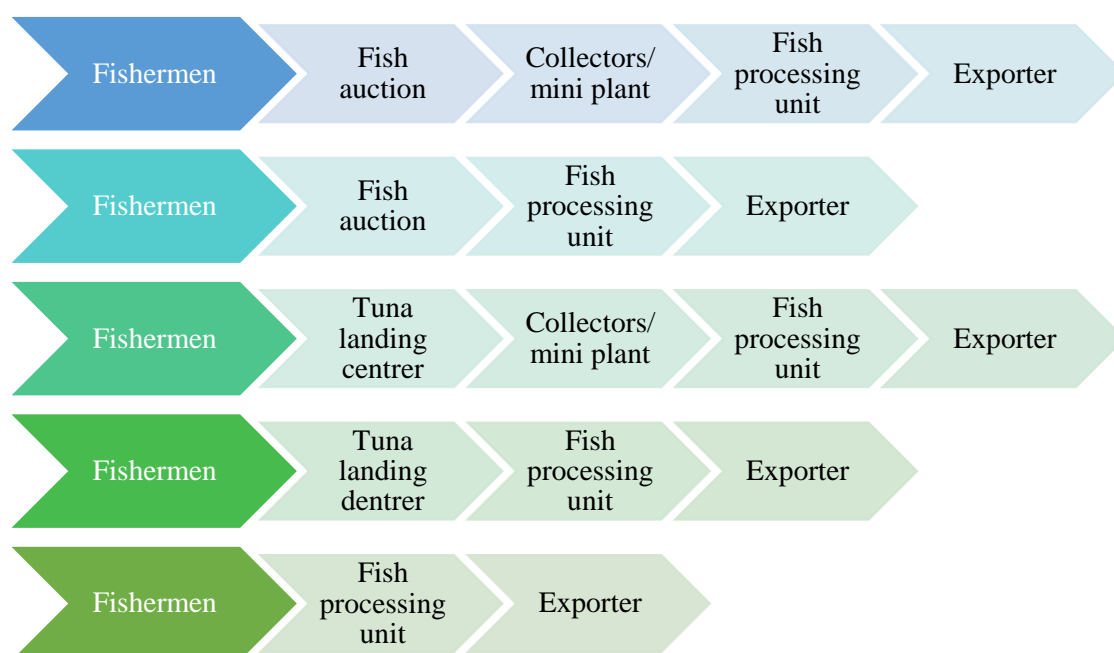 Fishermen
Fish
auction
Collectors/
mini plant
Fish
processing
unit
Exporter
Fishermen
Fish
auction
Fish
processing
unit
Exporter
Fishermen
Tuna
landing
centrer
Collectors/
mini plant
Fish
processing
unit
Exporter
Fishermen
Tuna
landing
dentrer
Fish
processing
unit
Exporter
Fishermen
Fish
processing
unit
Exporter